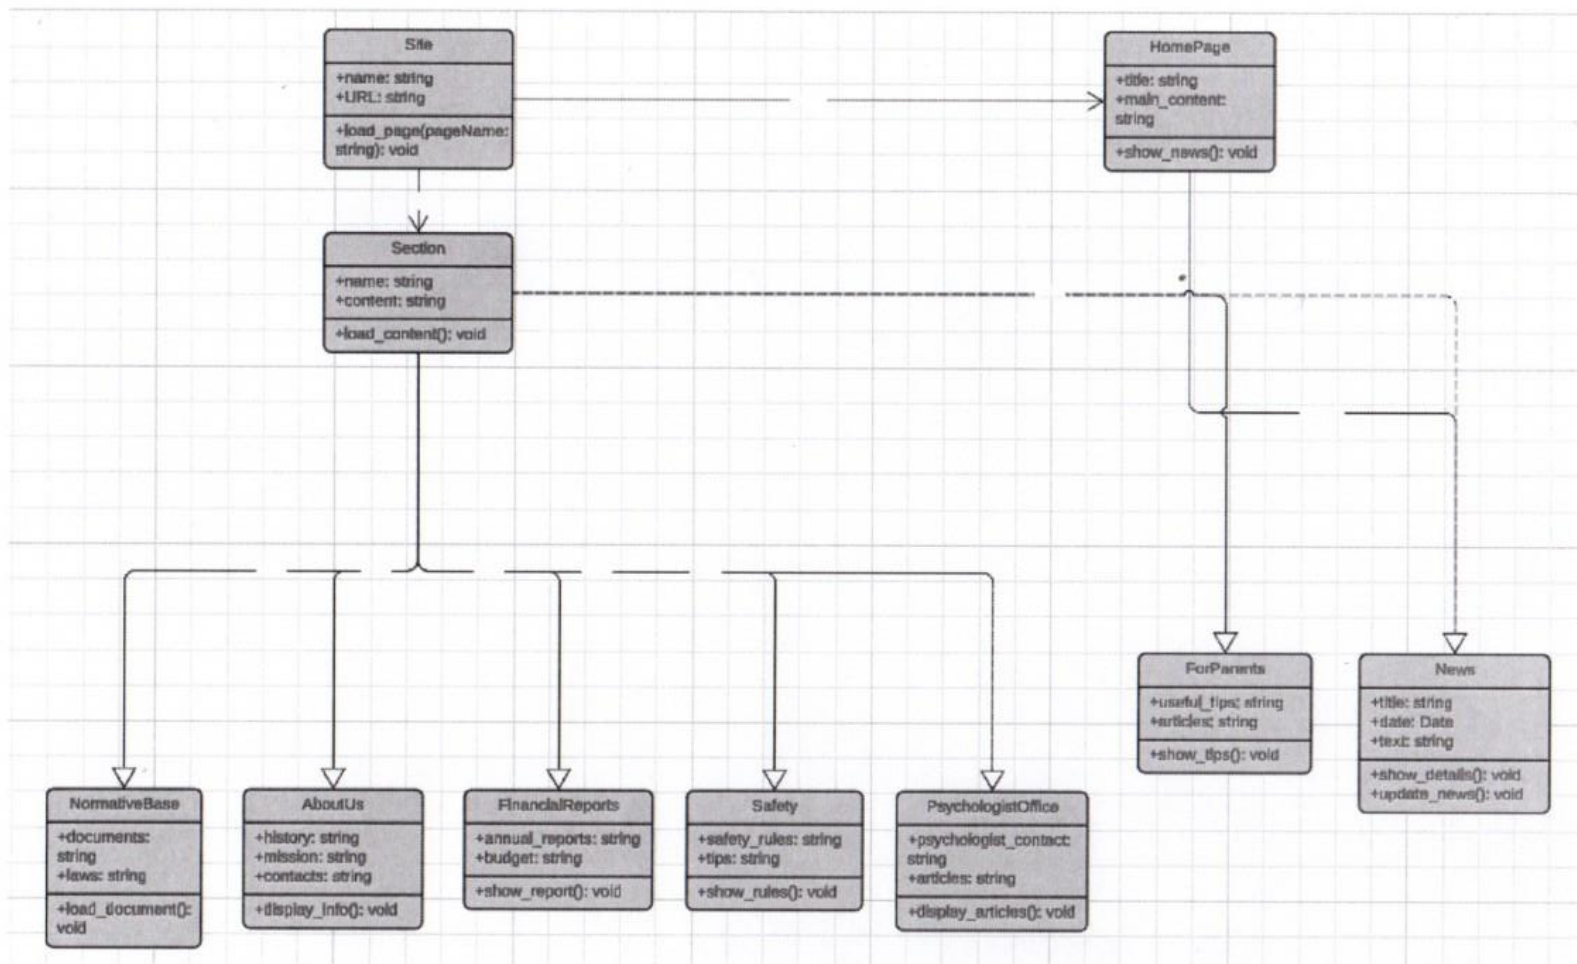 Site
+name: string
+URL: string
+load_page(pageName:
string): void
HomePage
+title: string
+main_content:
string
+show_news(): void
Section
+name: string
+content: string
+load_content(): void
ForParents
+useful_tips: string
+articles: string
+show_tips(): void
News
+title: string
+date: Date
+text: string
+show_details(): void
+update_news(): void
NormativeBase
+documents:
string
+laws: string
+load_document():
void
AboutUs
+history: string
+mission: string
+contacts: string
+display_info(): void
FinancialReports
+annual_reports: string
+budget: string
+show_report(): void
Safety
+safety_rules: string
+tips: string
+show_rules(): void
PsychologistOffice
+psychologist_contact:
string
+articles: string
+display_articles(): void